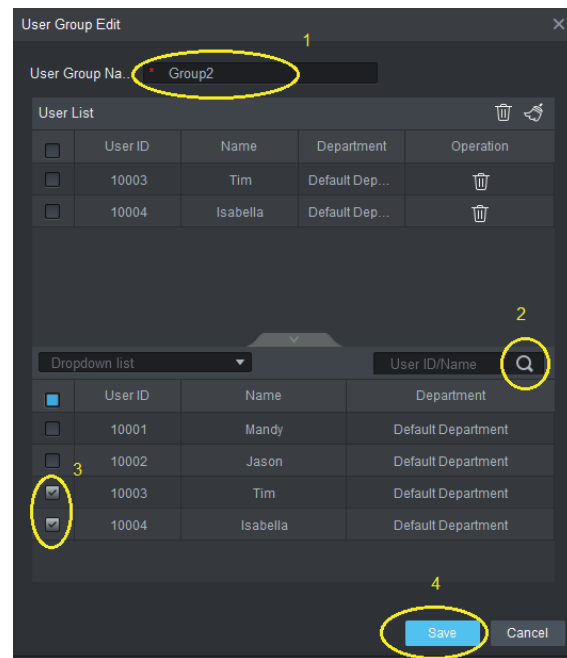 User Group Edit
1
User Group Na... * Group2
User List
User ID Name Department Operation
10003 Tim Default Dep...
10004 Isabella Default Dep...
2
Dropdown list User ID/Name
User ID Name Department
10001 Mandy Default Department
10002 Jason Default Department
3
10003 Tim Default Department
10004 Isabella Default Department
4
Save Cancel